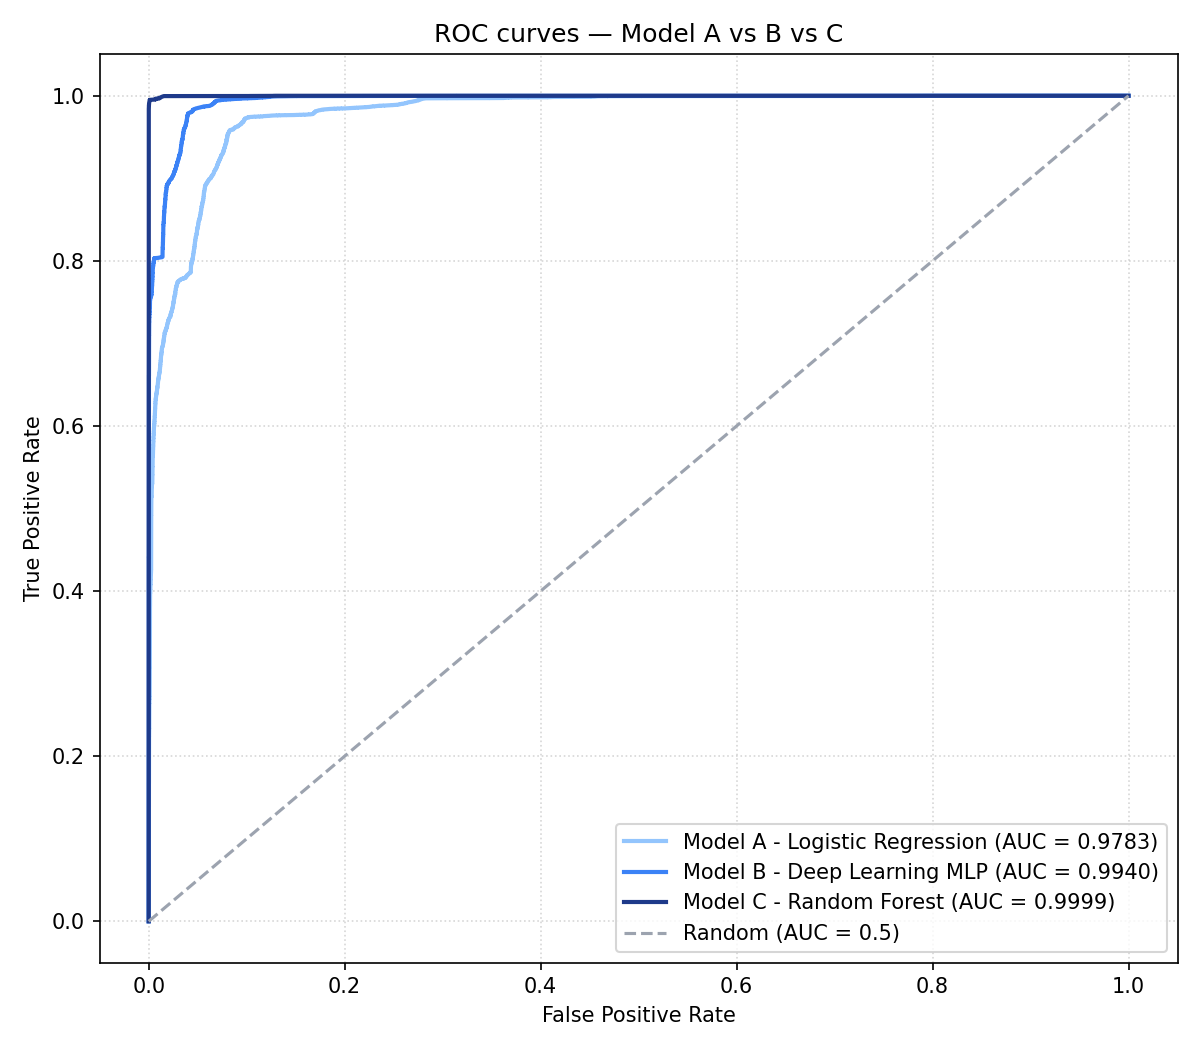 ROC curves — Model A vs B vs C
True Positive Rate
1.0
0.8
0.6
0.4
0.2
0.0
Model A - Logistic Regression (AUC = 0.9783)
Model B - Deep Learning MLP (AUC = 0.9940)
Model C - Random Forest (AUC = 0.9999)
Random (AUC = 0.5)
0.0 0.2 0.4 0.6 0.8 1.0
False Positive Rate